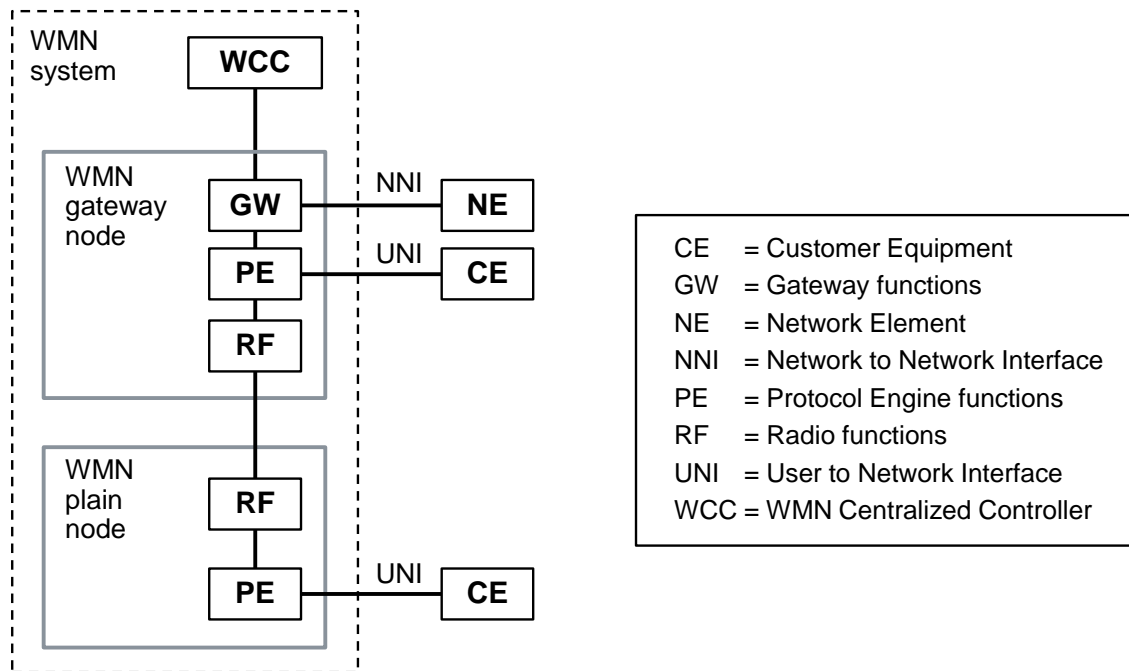 WMN
system
WCC
WMN
gateway
node
GW
NNI
NE
PE
UNI
CE
RF
WMN
plain
node
RF
PE
UNI
CE
CE = Customer Equipment
GW = Gateway functions
NE = Network Element
NNI = Network to Network Interface
PE = Protocol Engine functions
RF = Radio functions
UNI = User to Network Interface
WCC = WMN Centralized Controller